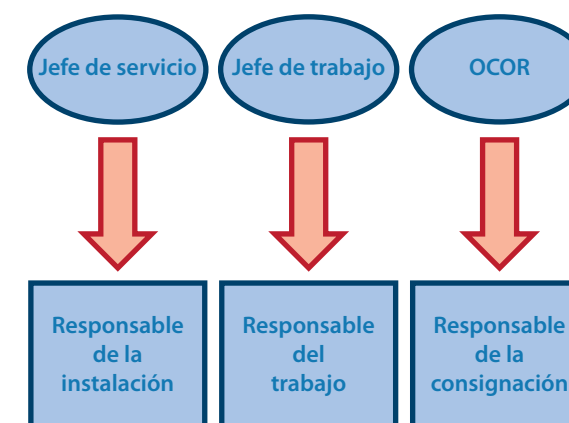 Jefe de servicio
Jefe de trabajo
OCOR
Responsable
de la
instalación
Responsable
del
trabajo
Responsable
de la
consignación